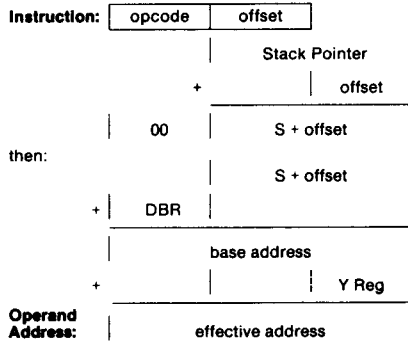 Instruction: opcode offset
Stack Pointer
+ offset
00 S + offset
then:
S + offset
+ DBR
base address
+ Y Reg
Operand
Address: effective address